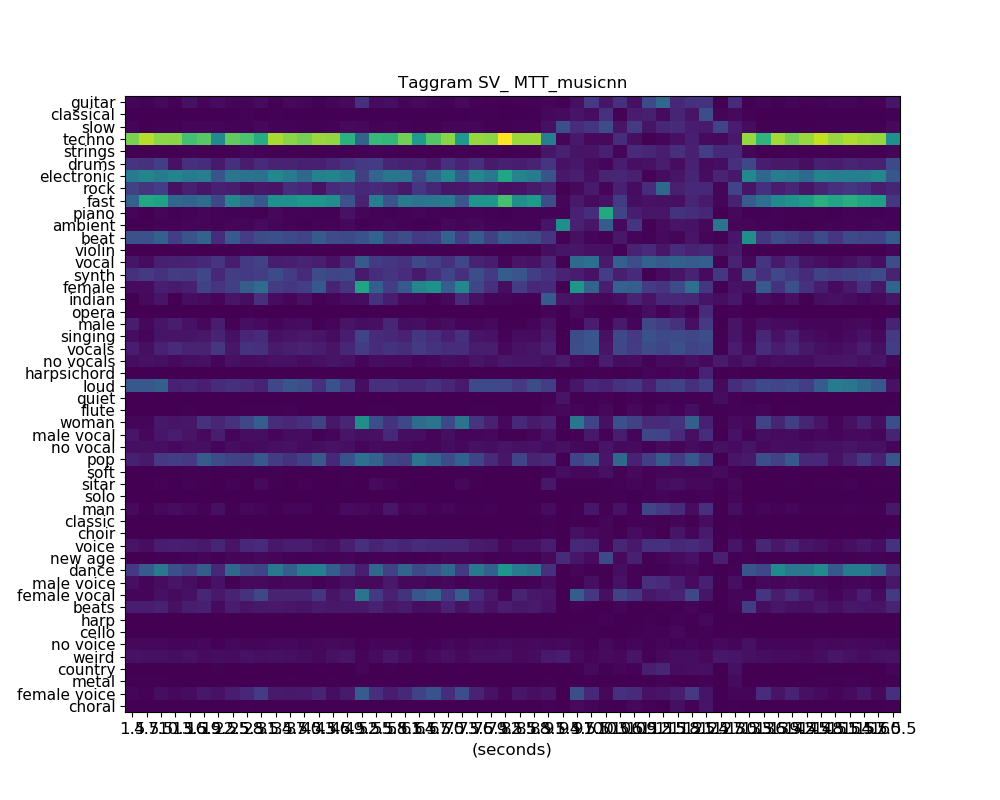 Taggram SV_ MTT_musicnn
guitar
classical
slow
techno
strings
drums
electronic
rock
fast
piano
ambient
beat
violin
vocal
synth
female
indian
opera
male
singing
vocals
no vocals
harpsichord
loud
quiet
flute
woman
male vocal
no vocal
pop
soft
sitar
solo
man
classic
choir
voice
new age
dance
male voice
female vocal
beats
harp
cello
no voice
weird
country
metal
female voice
choral
(seconds)